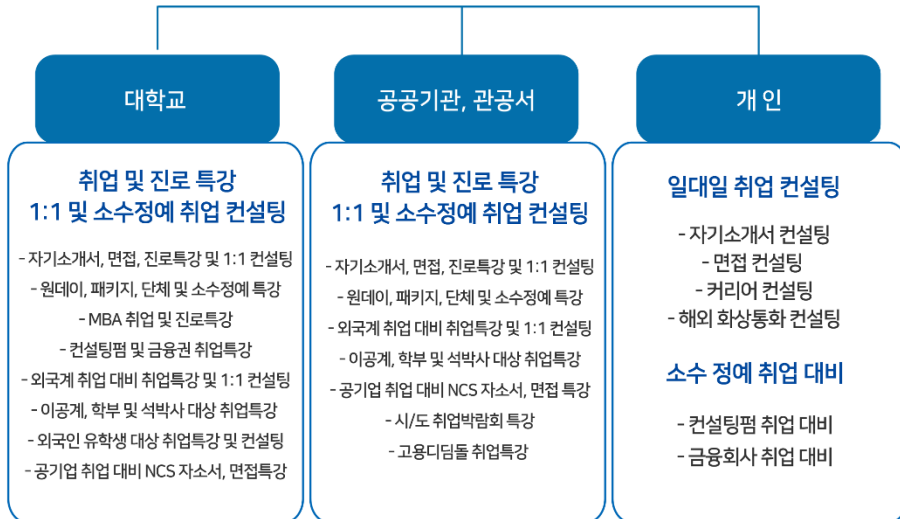 대학교
취업 및 진로 특강
1:1 및 소수정예 취업 컨설팅
- 자기소개서, 면접, 진로특강 및 1:1 컨설팅
- 원데이, 패키지, 단체 및 소수정예 특강
- MBA 취업 및 진로특강
- 컨설팅펌 및 금융권 취업특강
- 외국계 취업 대비 취업특강 및 1:1 컨설팅
- 이공계, 학부 및 석박사 대상 취업특강
- 외국인 유학생 대상 취업특강 및 컨설팅
- 공기업 취업 대비 NCS 자소서, 면접특강
공공기관, 관공서
취업 및 진로 특강
1:1 및 소수정예 취업 컨설팅
- 자기소개서, 면접, 진로특강 및 1:1 컨설팅
- 원데이, 패키지, 단체 및 소수정예 특강
- 외국계 취업 대비 취업특강 및 1:1 컨설팅
- 이공계, 학부 및 석박사 대상 취업특강
- 공기업 취업 대비 NCS 자소서, 면접 특강
- 시/도 취업박람회 특강
- 고용디딤돌 취업특강
개 인
일대일 취업 컨설팅
- 자기소개서 컨설팅
- 면접 컨설팅
- 커리어 컨설팅
- 해외 화상통화 컨설팅
소수 정예 취업 대비
- 컨설팅펌 취업 대비
- 금융회사 취업 대비